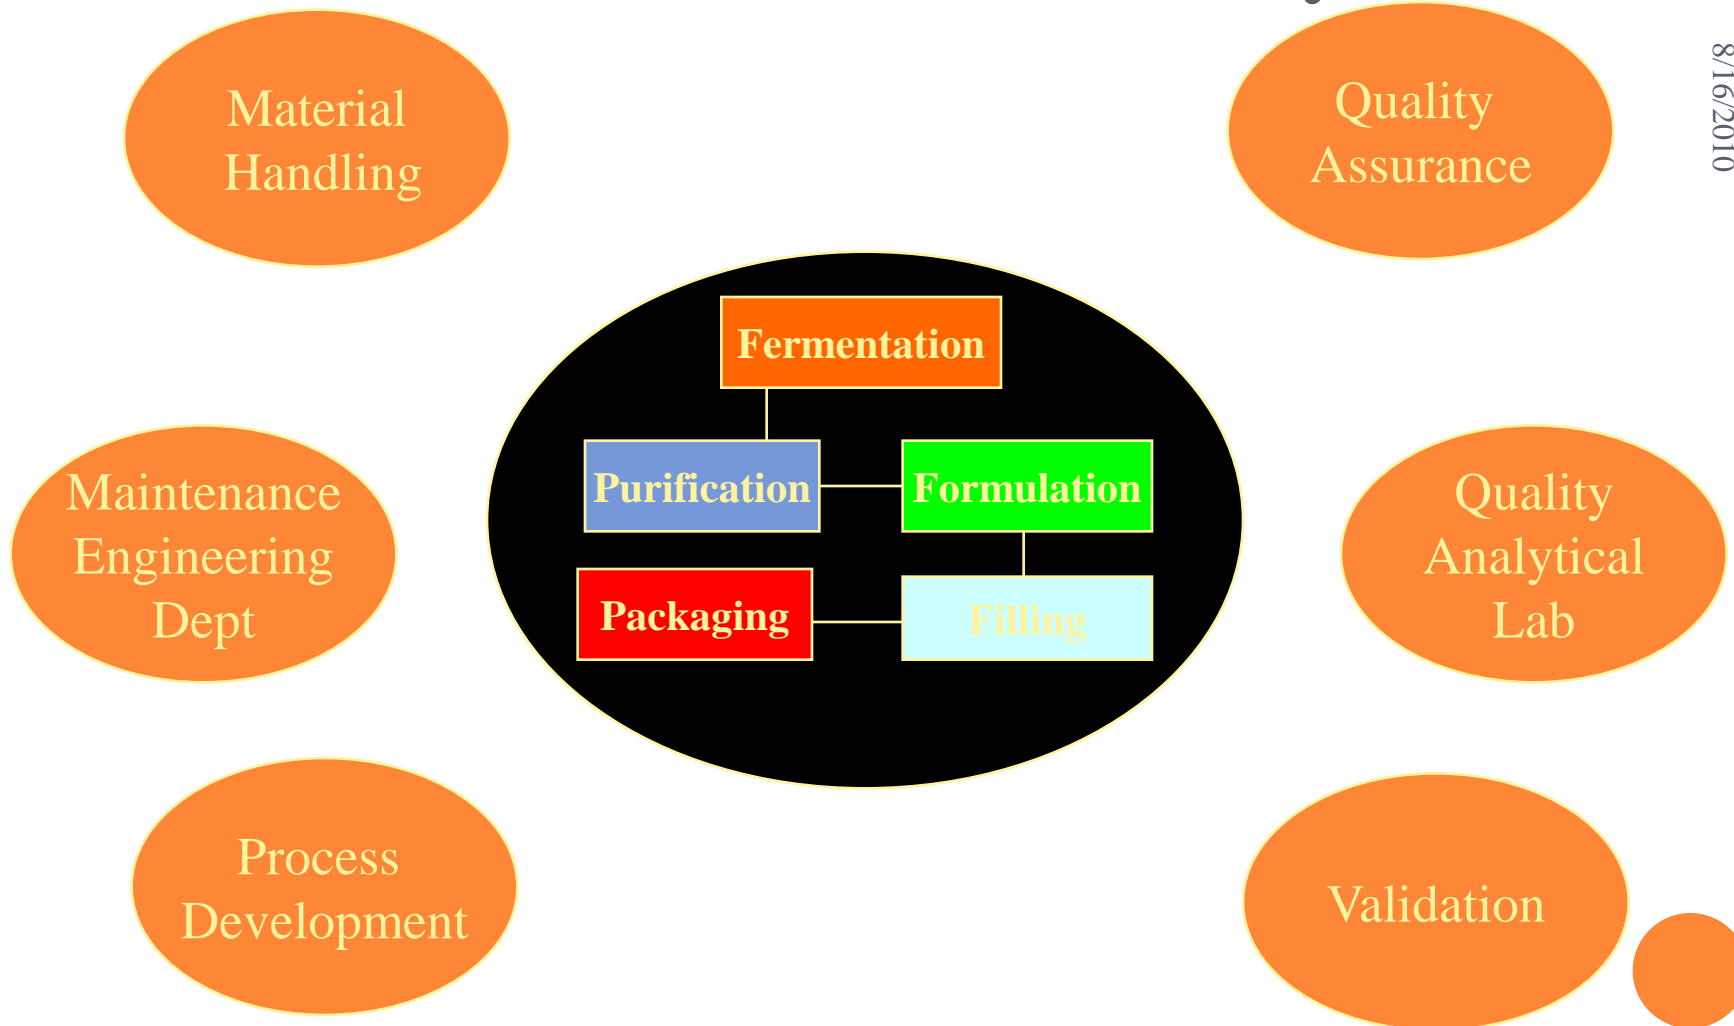 Material
Handling
Quality
Assurance
8/16/2010
Fermentation
Purification
Formulation
Packaging
Filling
Maintenance
Engineering
Dept
Quality
Analytical
Lab
Process
Development
Validation